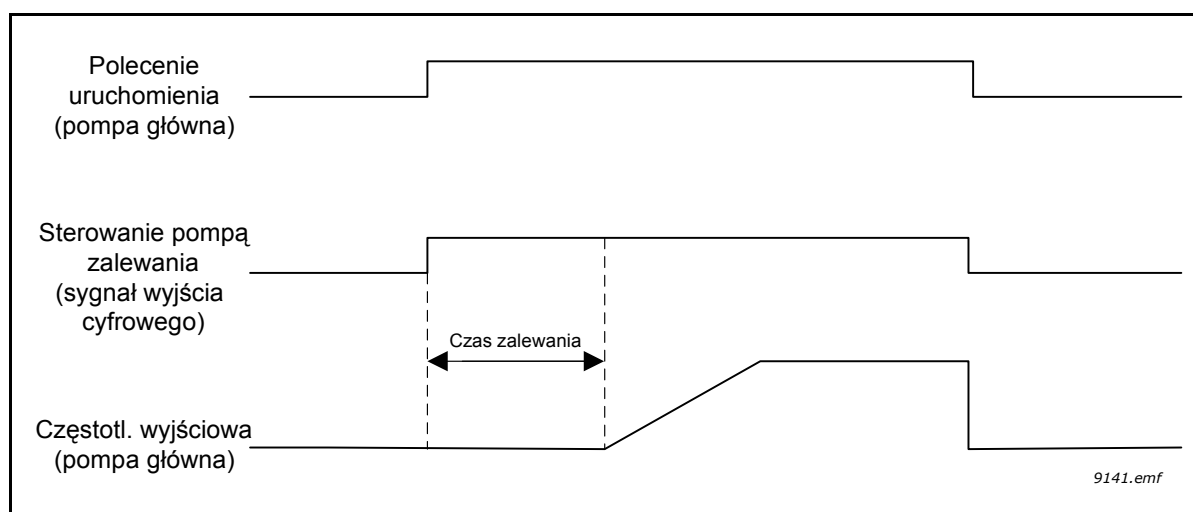 Polecenie
uruchomienia
(pompa główna)
Sterowanie pompą
zalewania
(sygnał wyjścia
cyfrowego)
Czas zalewania
Częstotl. wyjściowa
(pompa główna)
9141.emf